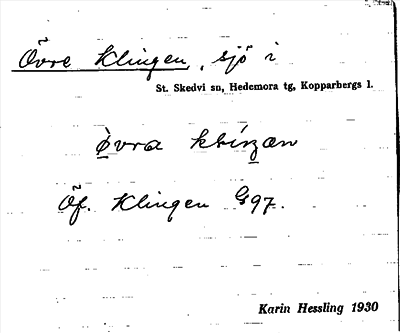 Övre Klingen, sjö i
St. Skedvi sn, Hedemora tg, Kopparbergs l.
Öf. Klingen G97.
Karin Hessling 1930